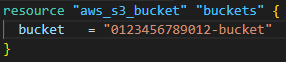 resource "aws_s3_bucket" "buckets" {
  bucket   = "0123456789012-bucket"
}